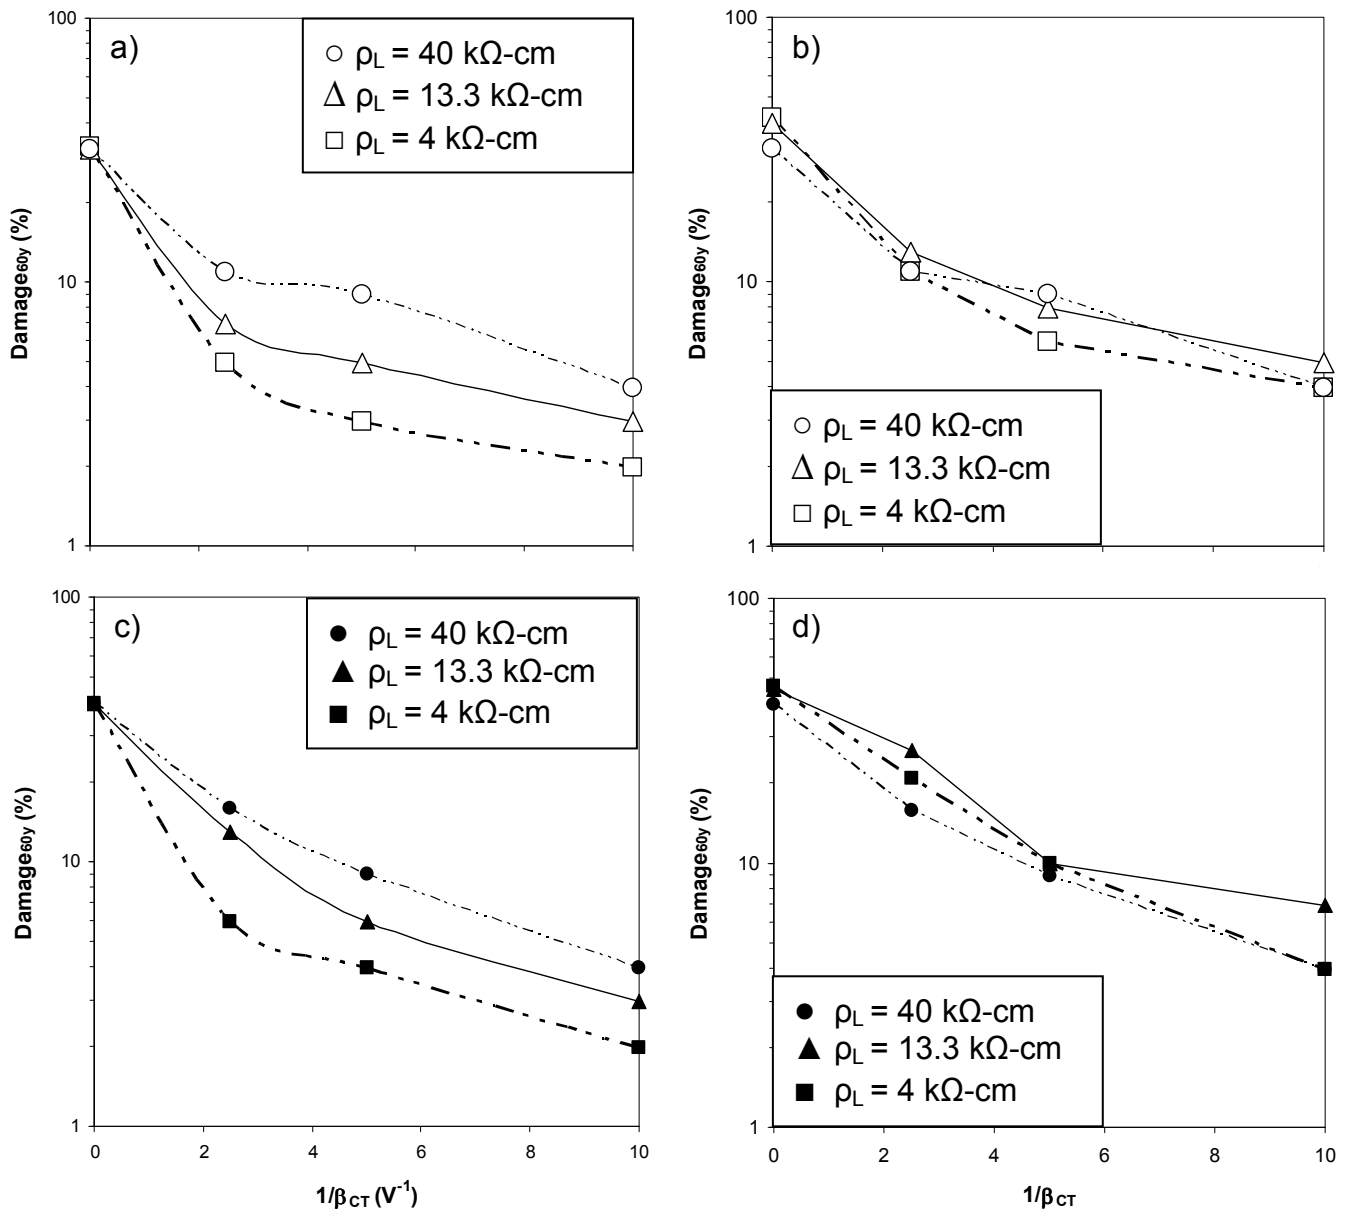 a)
100
10
1
Damage60y (%)
ρL = 40 kΩ-cm
ρL = 13.3 kΩ-cm
ρL = 4 kΩ-cm
b)
100
10
1
Damage60y (%)
ρL = 40 kΩ-cm
ρL = 13.3 kΩ-cm
ρL = 4 kΩ-cm
c)
100
10
1
Damage60y (%)
ρL = 40 kΩ-cm
ρL = 13.3 kΩ-cm
ρL = 4 kΩ-cm
0 2 4 6 8 10
1/βCT (V-1)
d)
100
10
1
Damage60y (%)
ρL = 40 kΩ-cm
ρL = 13.3 kΩ-cm
ρL = 4 kΩ-cm
0 2 4 6 8 10
1/βCT